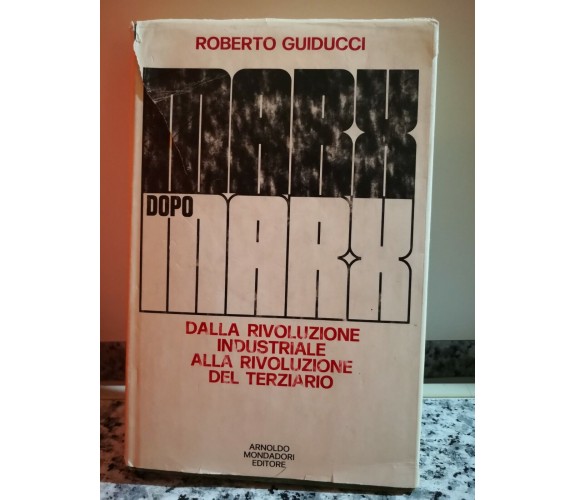 ROBERTO GUIDUCCI
MARX
DOPO
MARX
DALLA RIVOLUZIONE
INDUSTRIALE
ALLA RIVOLUZIONE
DEL TERZIARIO
ARNOLDO
MONDADORI
EDITORE